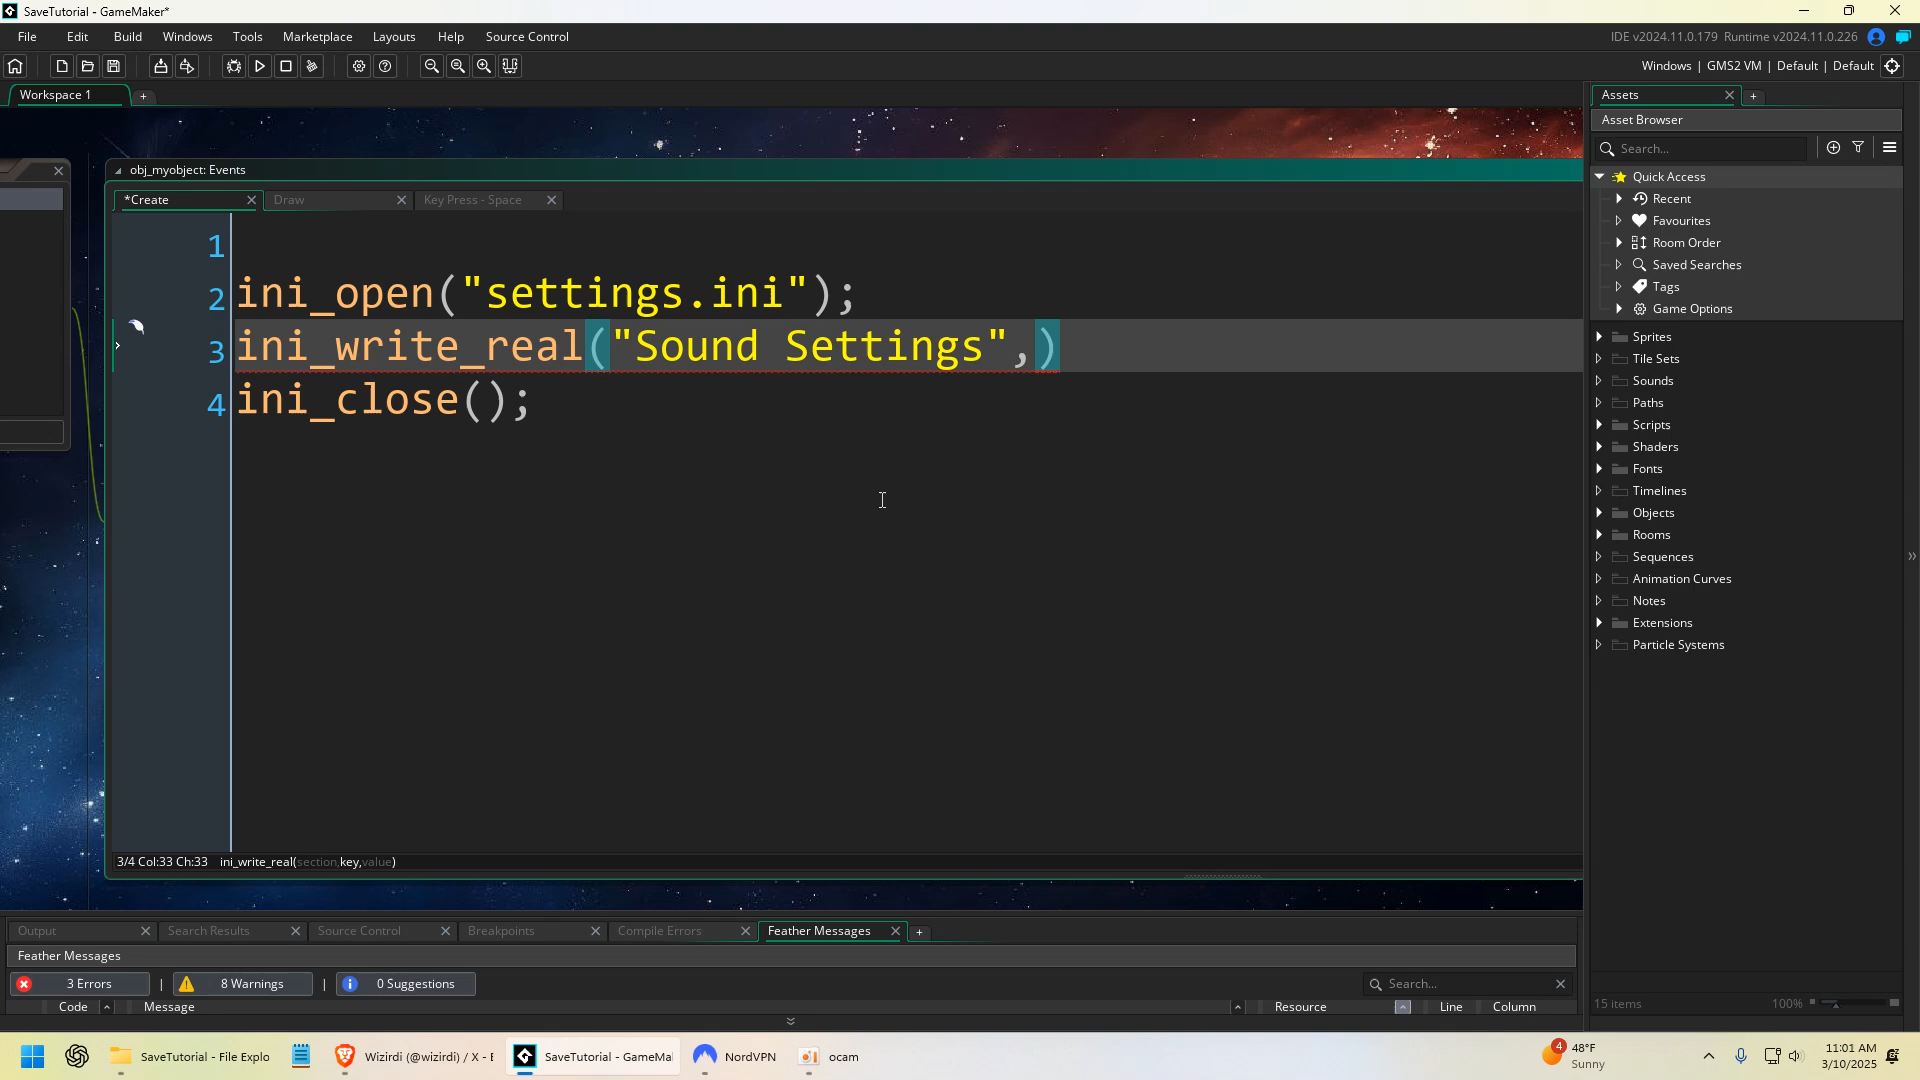 SaveTutorial - GameMaker*
File Edit Build Windows Tools Marketplace Layouts Help Source Control
IDE v2024.11.0.179 Runtime v2024.11.0.226
Windows | GMS2 VM | Default | Default
Workspace 1
obj_myobject: Events
*Create Draw Key Press - Space
1
2 ini_open("settings.ini");
3 ini_write_real("Sound Settings",)
4 ini_close();
3/4 Col:33 Ch:33 ini_write_real(section,key,value)
Assets
Asset Browser
Search...
Quick Access
Recent
Favourites
Room Order
Saved Searches
Tags
Game Options
Sprites
Tile Sets
Sounds
Paths
Scripts
Shaders
Fonts
Timelines
Objects
Rooms
Sequences
Animation Curves
Notes
Extensions
Particle Systems
15 items 100%
Output Search Results Source Control Breakpoints Compile Errors Feather Messages
Feather Messages
3 Errors | 8 Warnings | 0 Suggestions Search...
Code Message Resource Line Column
SaveTutorial - File Explo Wizirdi (@wizirdi) / X - E SaveTutorial - GameMa NordVPN ocam
4 48°F
Sunny
11:01 AM
3/10/2025